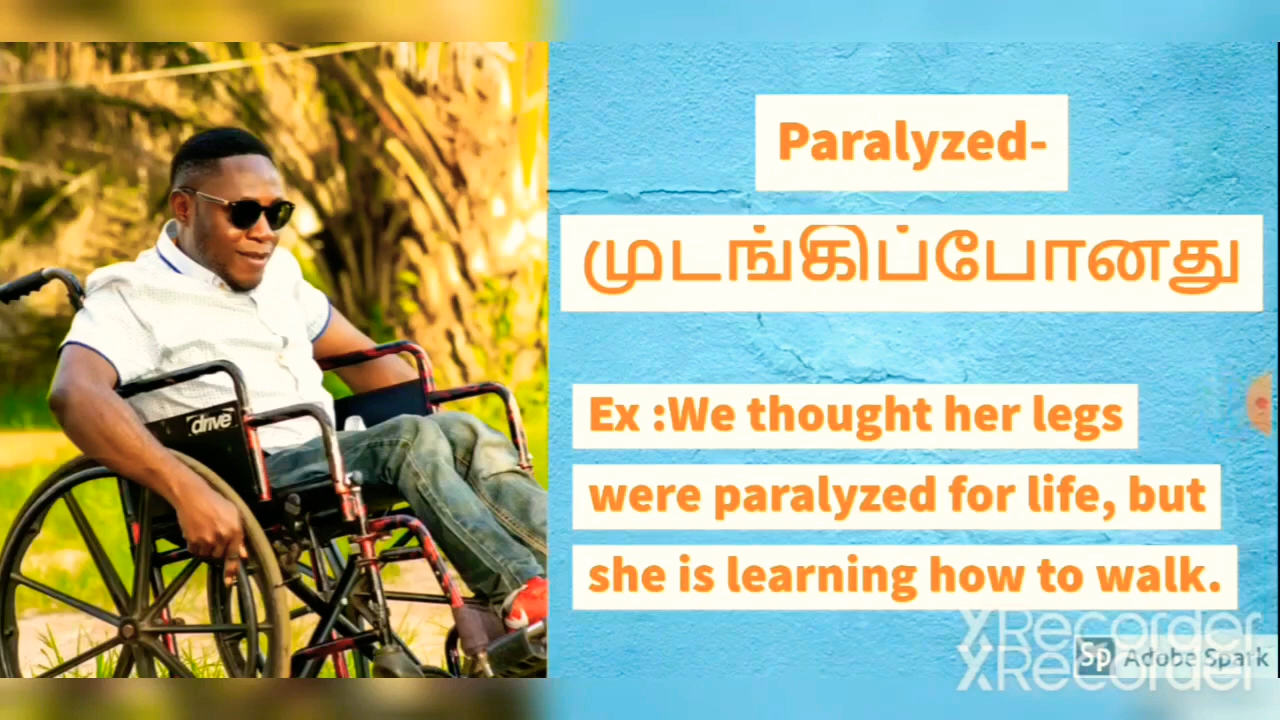 Paralyzed-
முடங்கிப்போனது
Ex :We thought her legs
were paralyzed for life, but
she is learning how to walk.
drive
XRecorder
Sp Adobe Spark
XRecorder